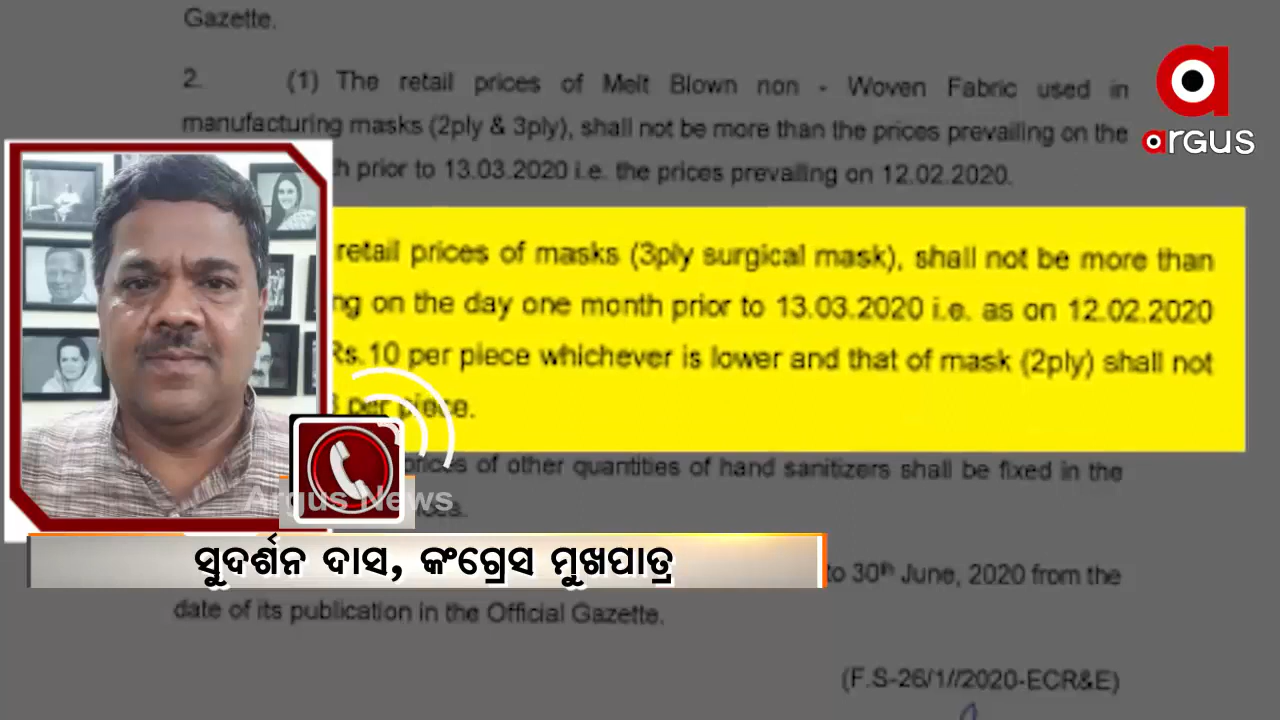 Gazette.
2. (1) The retail prices of Melt Blown non - Woven Fabric used in
manufacturing masks (2ply & 3ply), shall not be more than the prices prevailing on the
prior to 13.03.2020 i.e. the prices prevailing on 12.02.2020.
retail prices of masks (3ply surgical mask), shall not be more than
on the day one month prior to 13.03.2020 i.e. as on 12.02.2020
Rs.10 per piece whichever is lower and that of mask (2ply) shall not
per piece.
prices of other quantities of hand sanitizers shall be fixed in the
to 30th June, 2020 from the
date of its publication in the Official Gazette.
(F.S-26/1//2020-ECR&E)
a
argus
Argus News
ସୁଦର୍ଶନ ଦାସ, କଂଗ୍ରେସ ମୁଖପାତ୍ର